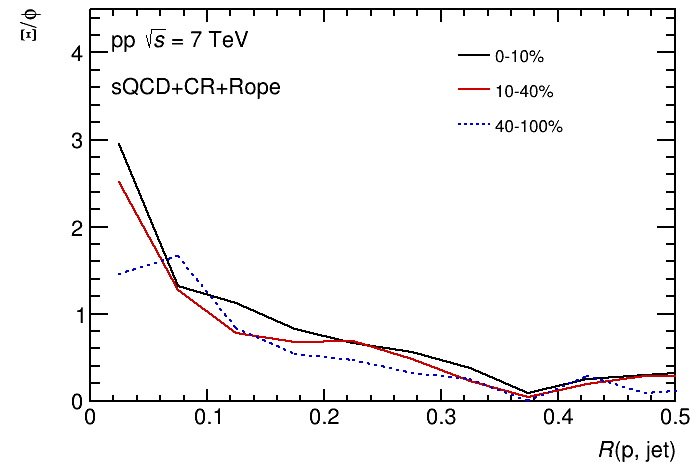 Ξ/φ
pp √s = 7 TeV
sQCD+CR+Rope
0-10%
10-40%
40-100%
4
3
2
1
0
0 0.1 0.2 0.3 0.4 0.5
R(p, jet)